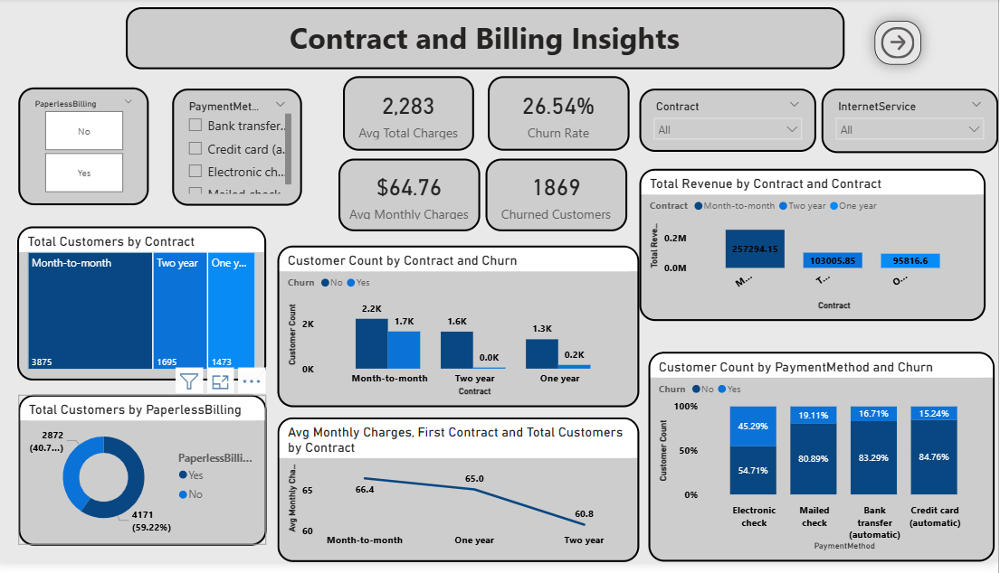 Contract and Billing Insights
PaperlessBilling
No
Yes
PaymentMet...
Bank transfer...
Credit card (a...
Electronic ch...
Mailed check
2,283
Avg Total Charges
26.54%
Churn Rate
$64.76
Avg Monthly Charges
1869
Churned Customers
Contract
All
InternetService
All
Total Revenue by Contract and Contract
Contract Month-to-month Two year One year
Total Reve...
0.2M
0.0M
257294.15
103005.85
95816.6
M...
T...
O...
Contract
Total Customers by Contract
Month-to-month
Two year
One y...
3875
1695
1473
Customer Count by Contract and Churn
Churn No Yes
Customer Count
2K
0K
2.2K
1.7K
1.6K
0.0K
1.3K
0.2K
Month-to-month
Two year
One year
Contract
Total Customers by PaperlessBilling
2872
(40.7...)
4171
(59.22%)
PaperlessBilli...
Yes
No
Avg Monthly Charges, First Contract and Total Customers
by Contract
Avg Monthly Cha...
65
60
66.4
65.0
60.8
Month-to-month
One year
Two year
Customer Count by PaymentMethod and Churn
Churn No Yes
Customer Count
100%
50%
0%
45.29%
54.71%
19.11%
80.89%
16.71%
83.29%
15.24%
84.76%
Electronic
check
Mailed
check
Bank
transfer
(automatic)
Credit card
(automatic)
PaymentMethod